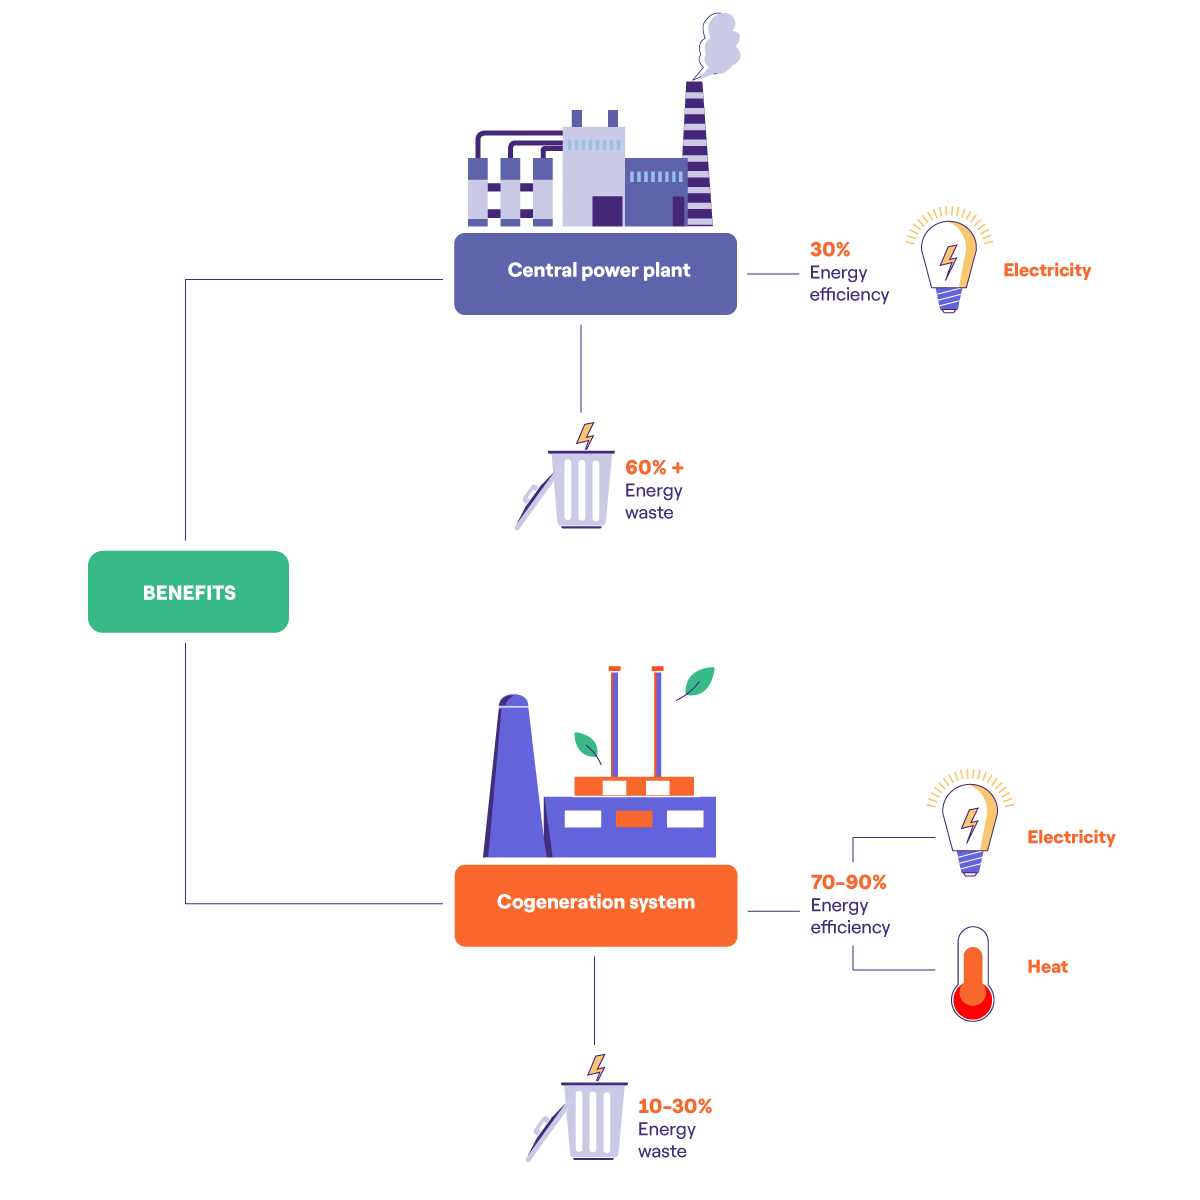 Central power plant
30%
Energy
efficiency
Electricity
60% +
Energy
waste
BENEFITS
Cogeneration system
70-90%
Energy
efficiency
Electricity
Heat
10-30%
Energy
waste